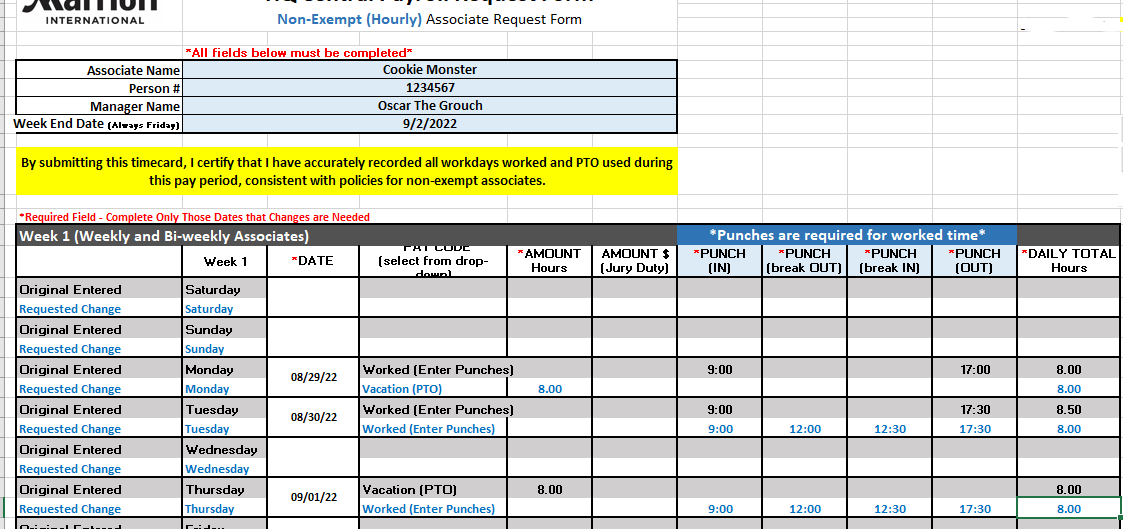 INTERNATIONAL
Non-Exempt (Hourly) Associate Request Form
*All fields below must be completed*
Associate Name Cookie Monster
Person # 1234567
Manager Name Oscar The Grouch
Week End Date (Always Friday) 9/2/2022
By submitting this timecard, I certify that I have accurately recorded all workdays worked and PTO used during
this pay period, consistent with policies for non-exempt associates.
*Required Field - Complete Only Those Dates that Changes are Needed
Week 1 (Weekly and Bi-weekly Associates) *Punches are required for worked time*
Week 1 *DATE PAY CODE (select from drop-down) *AMOUNT Hours AMOUNT $ (Jury Duty) *PUNCH (IN) *PUNCH (break OUT) *PUNCH (break IN) *PUNCH (OUT) *DAILY TOTAL Hours
Original Entered Saturday
Requested Change Saturday
Original Entered Sunday
Requested Change Sunday
Original Entered Monday 08/29/22 Worked (Enter Punches) 9:00 17:00 8.00
Requested Change Monday Vacation (PTO) 8.00 8.00
Original Entered Tuesday 08/30/22 Worked (Enter Punches) 9:00 17:30 8.50
Requested Change Tuesday Worked (Enter Punches) 9:00 12:00 12:30 17:30 8.00
Original Entered Wednesday
Requested Change Wednesday
Original Entered Thursday 09/01/22 Vacation (PTO) 8.00 8.00
Requested Change Thursday Worked (Enter Punches) 9:00 12:00 12:30 17:30 8.00